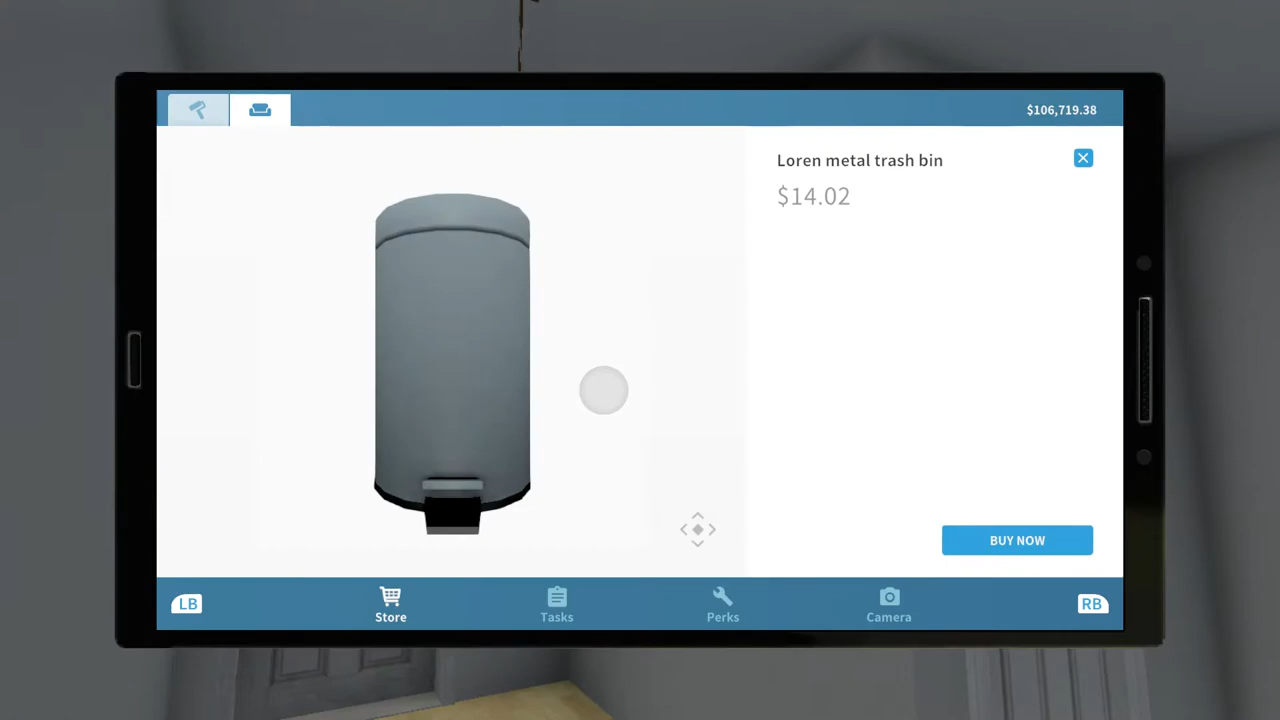 $106,719.38
Loren metal trash bin
$14.02
BUY NOW
LB
Store
Tasks
Perks
Camera
RB